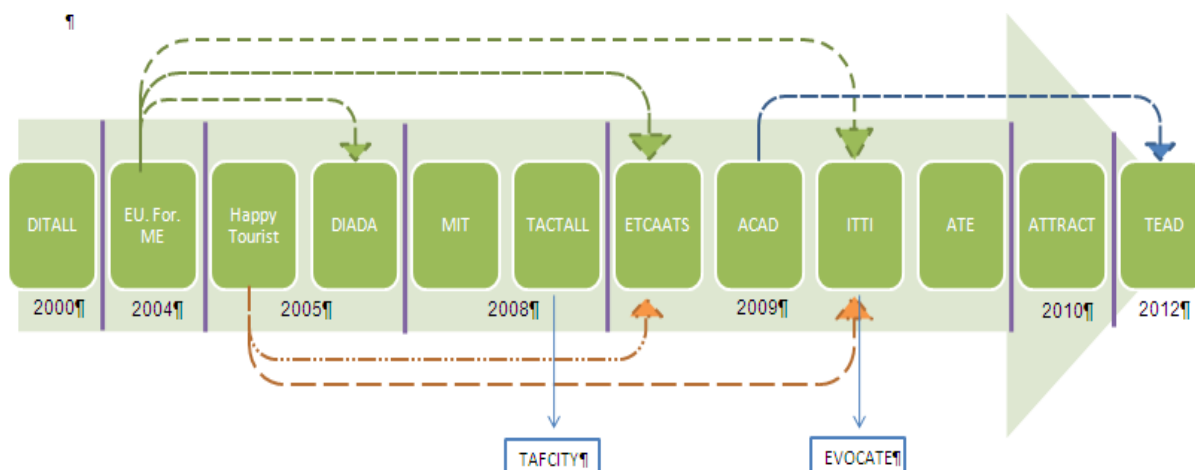 ¶
DITALL
EU. For.
ME
Happy
Tourist
DIADA
MIT
TACTALL
ETCAATS
ACAD
ITTI
ATE
ATTRACT
TEAD
2000¶
2004¶
2005¶
2008¶
2009¶
2010¶
2012¶
TAFCITY¶
EVOCATE¶